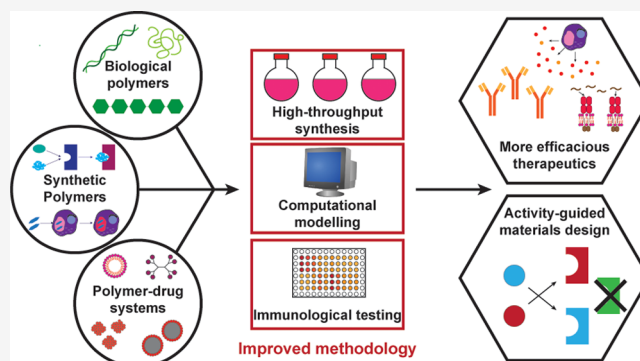 Biological
polymers
Synthetic
Polymers
Polymer-drug
systems
High-throughput
synthesis
Computational
modelling
Immunological testing
Improved methodology
More efficacious
therapeutics
Activity-guided
materials design